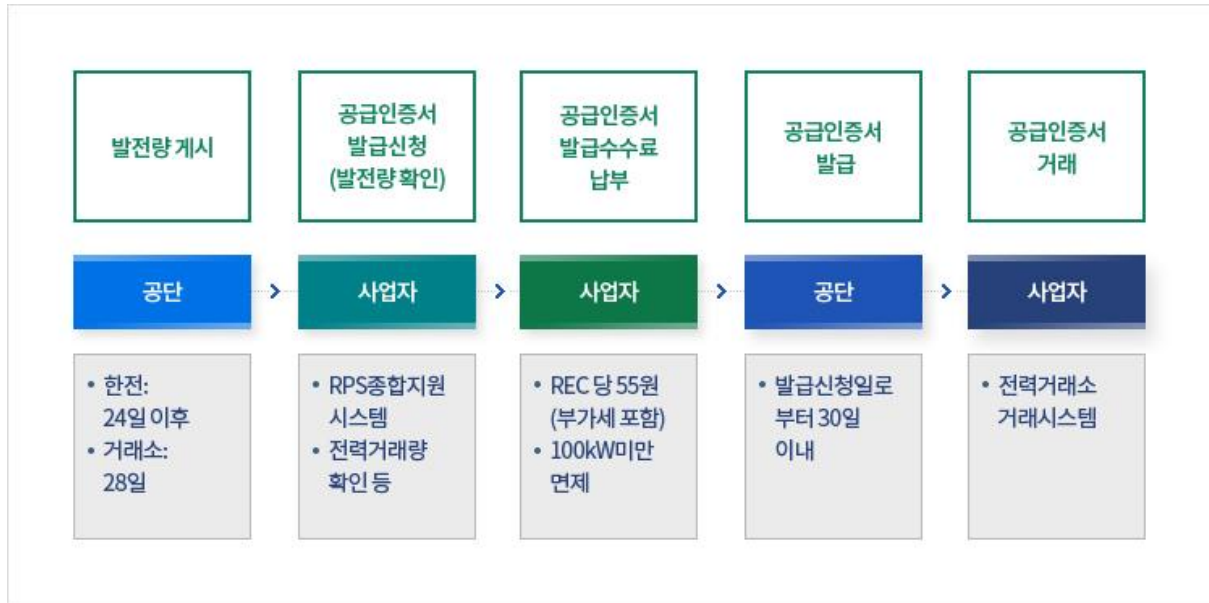 발전량 게시
공급인증서
발급신청
(발전량 확인)
공급인증서
발급수수료
납부
공급인증서
발급
공급인증서
거래
공단
사업자
사업자
공단
사업자
• 한전:
24일 이후
• 거래소:
28일
• RPS종합지원
시스템
• 전력거래량
확인 등
• REC 당 55원
(부가세 포함)
• 100kW미만
면제
• 발급신청일로
부터 30일
이내
• 전력거래소
거래시스템